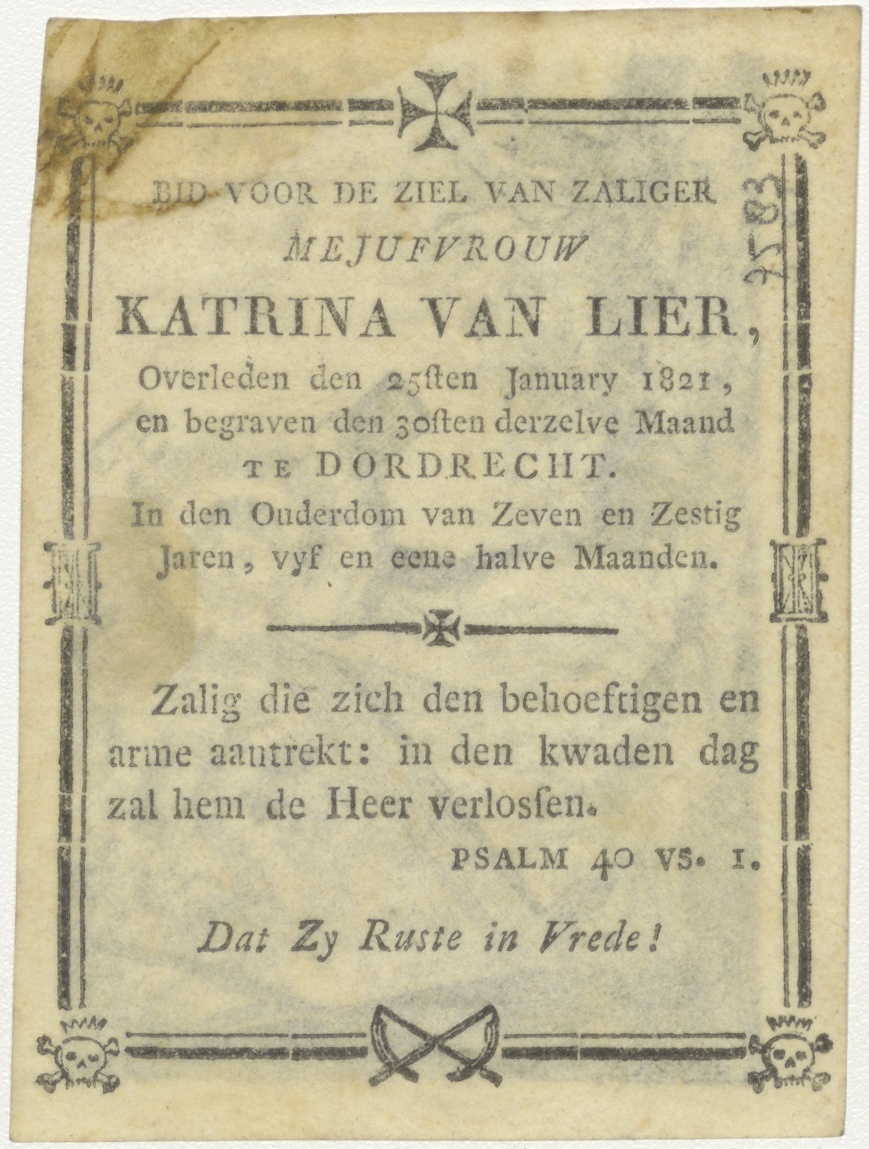 BID VOOR DE ZIEL VAN ZALIGER
MEJUFVROUW
KATRINA VAN LIER,
Overleden den 25ſten January 1821,
en begraven den 30ſten derzelve Maand
TE DORDRECHT.
In den Ouderdom van Zeven en Zestig
Jaren, vyf en eene halve Maanden.
Zalig die zich den behoeftigen en
arme aantrekt: in den kwaden dag
zal hem de Heer verlosſen.
PSALM 40 VS. 1.
Dat Zy Ruste in Vrede!